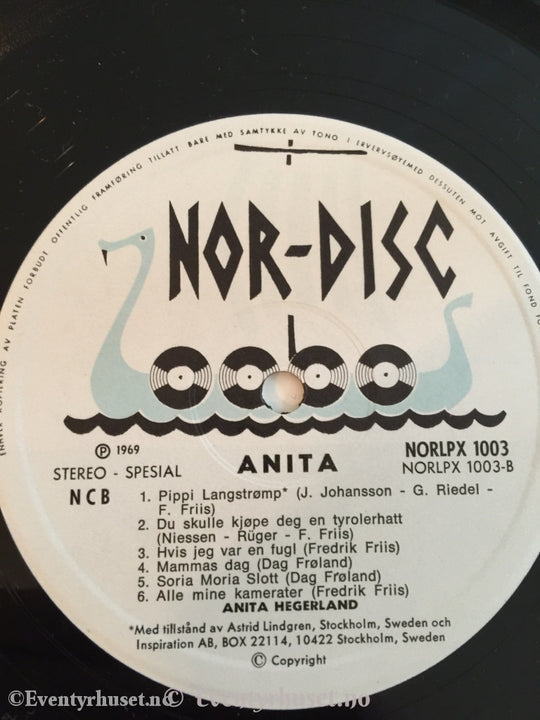 ENHVER KOPIERING AV PLATEN FORBUDT OFFENTLIG FRAMFØRING TILLATT BARE MED SAMTYKKE AV TONO I ERVERVSØYEMED DESSUTEN MOT AVGIFT TIL FOND
NOR-DISC
℗ 1969
STEREO - SPESIAL
ANITA
NORLPX 1003
NORLPX 1003-B
NCB
1. Pippi Langstrømp* (J. Johansson - G. Riedel -
F. Friis)
2. Du skulle kjøpe deg en tyrolerhatt
(Niessen - Rüger - F. Friis)
3. Hvis jeg var en fugl (Fredrik Friis)
4. Mammas dag (Dag Frøland)
5. Soria Moria Slott (Dag Frøland)
6. Alle mine kamerater (Fredrik Friis)
ANITA HEGERLAND
*Med tillstånd av Astrid Lindgren, Stockholm, Sweden och
Inspiration AB, BOX 22114, 10422 Stockholm, Sweden
© Copyright
©Eventyrhuset.no
©Eventyrhuset.no